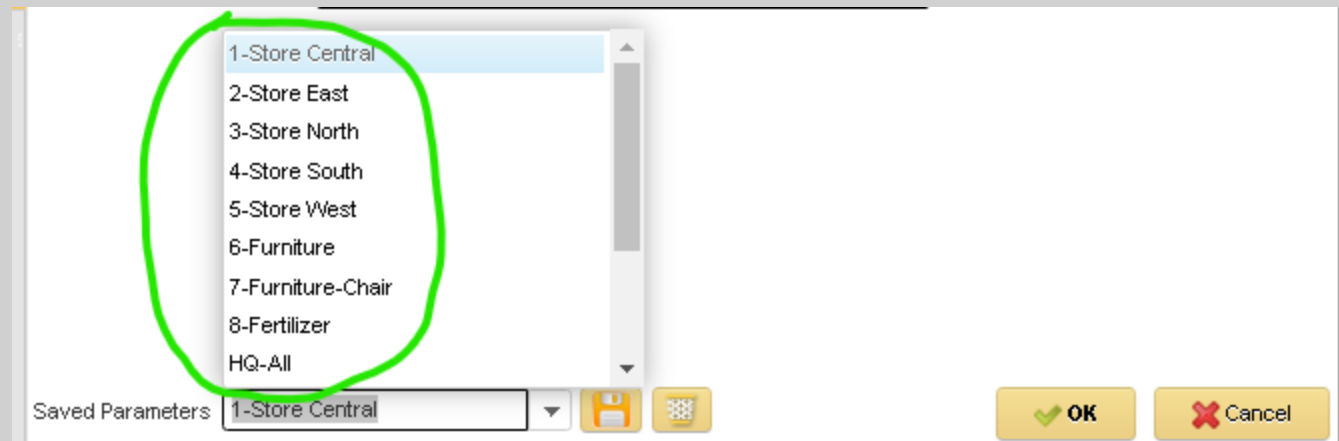 1-Store Central
2-Store East
3-Store North
4-Store South
5-Store West
6-Furniture
7-Furniture-Chair
8-Fertilizer
HQ-All
Saved Parameters 1-Store Central OK Cancel